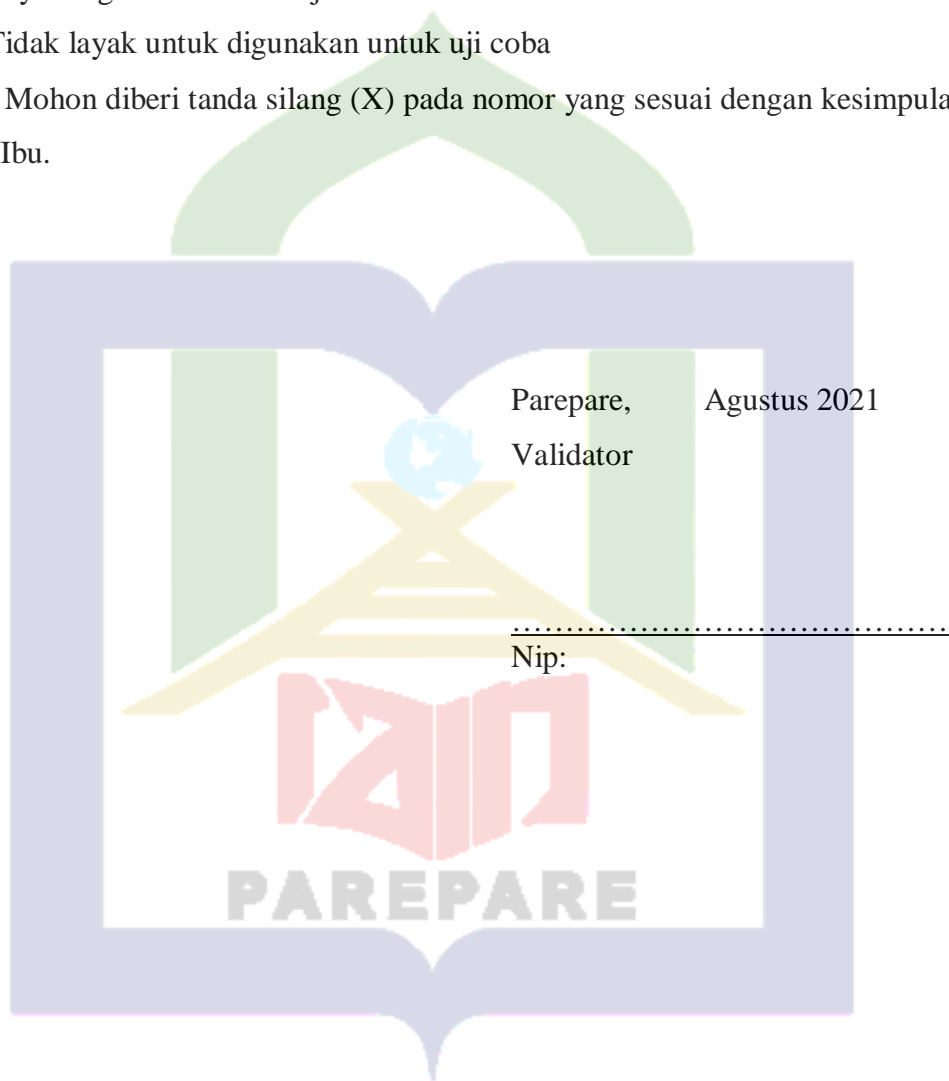 Tidak layak untuk digunakan untuk uji coba
Mohon diberi tanda silang (X) pada nomor yang sesuai dengan
Ibu.
Parepare, Agustus 2021
Validator
……………………………………
Nip:
iain
PAREPARE